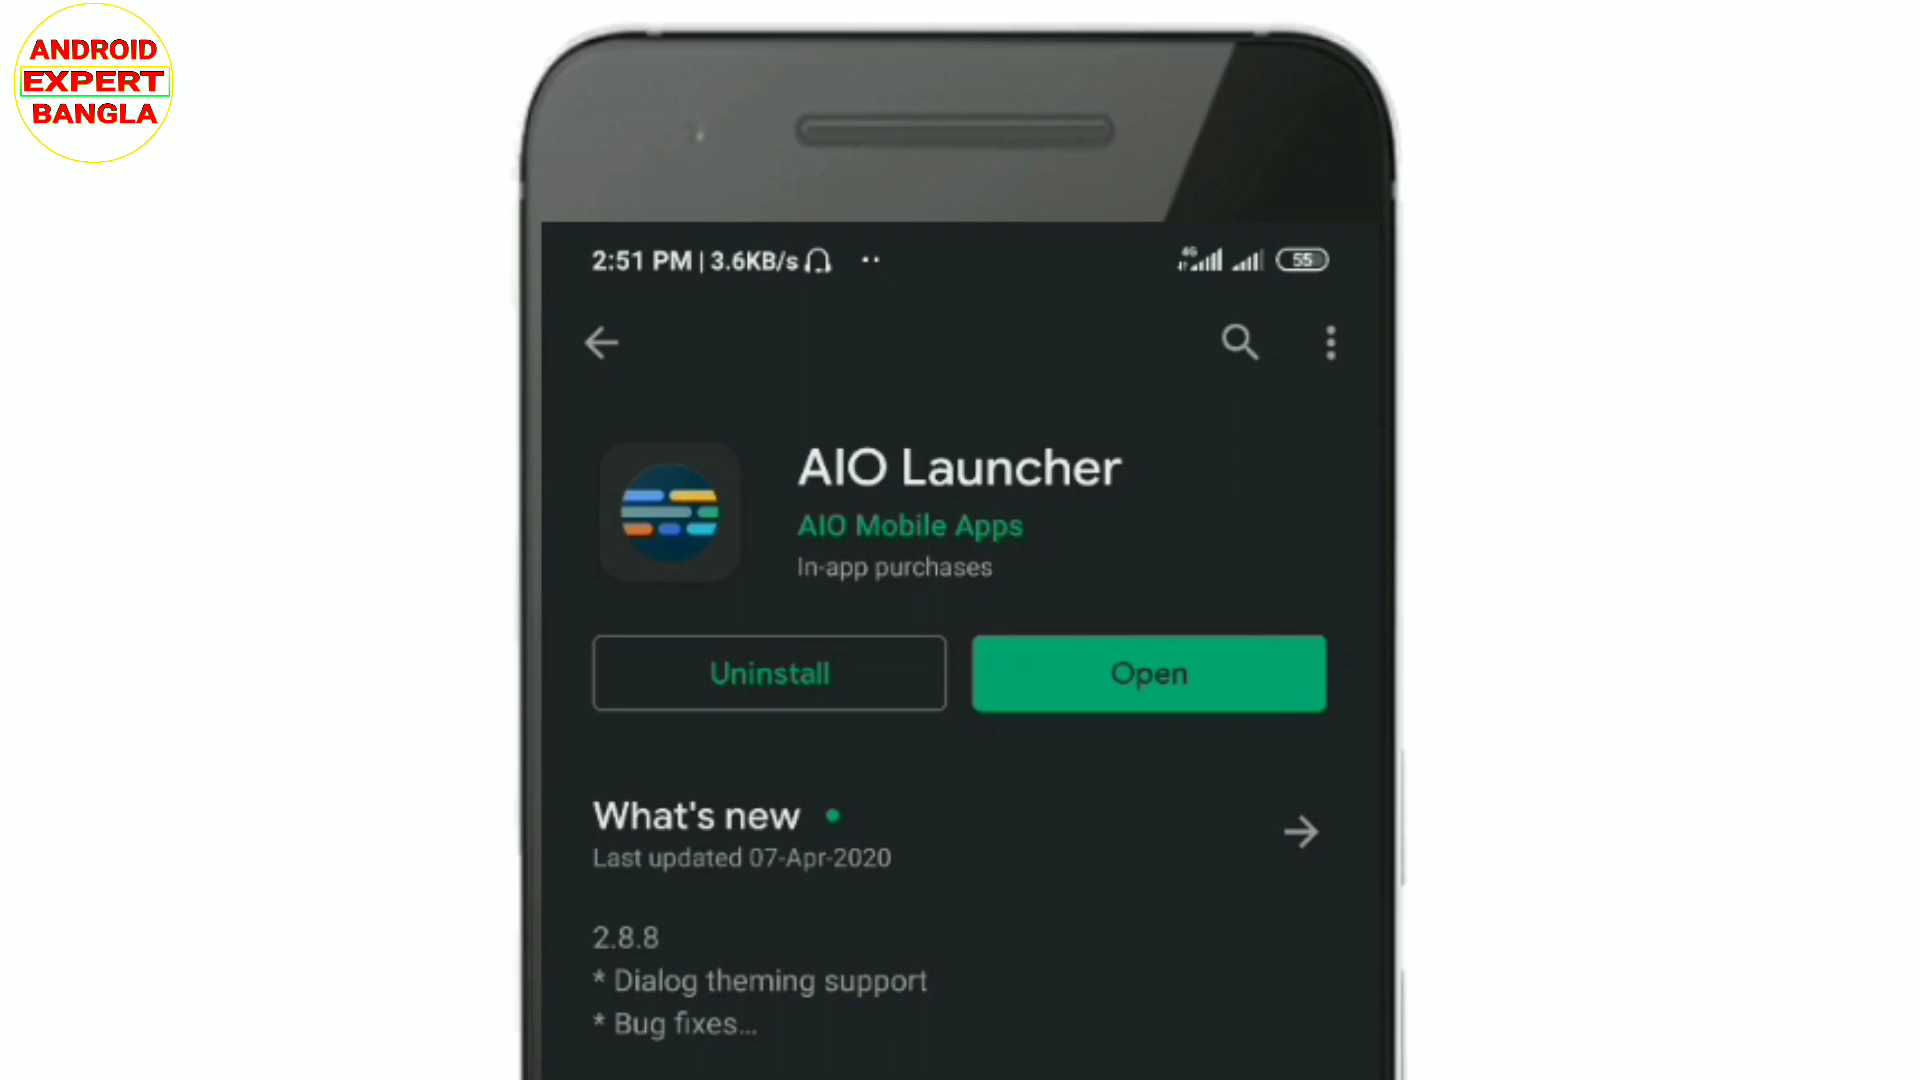 ANDROID
EXPERT
BANGLA
2:51 PM | 3.6KB/s
4G
55
AIO Launcher
AIO Mobile Apps
In-app purchases
Uninstall
Open
What's new
Last updated 07-Apr-2020
2.8.8
* Dialog theming support
* Bug fixes...